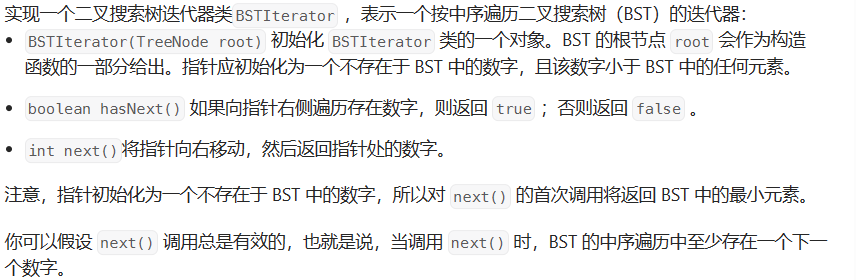 实现一个二叉搜索树迭代器类BSTIterator ，表示一个按中序遍历二叉搜索树（BST）的迭代器：
• BSTIterator(TreeNode root) 初始化 BSTIterator 类的一个对象。BST 的根节点 root 会作为构造
函数的一部分给出。指针应初始化为一个不存在于 BST 中的数字，且该数字小于 BST 中的任何元素。
• boolean hasNext() 如果向指针右侧遍历存在数字，则返回 true ；否则返回 false 。
• int next()将指针向右移动，然后返回指针处的数字。
注意，指针初始化为一个不存在于 BST 中的数字，所以对 next() 的首次调用将返回 BST 中的最小元素。
你可以假设 next() 调用总是有效的，也就是说，当调用 next() 时，BST 的中序遍历中至少存在一个下一
个数字。